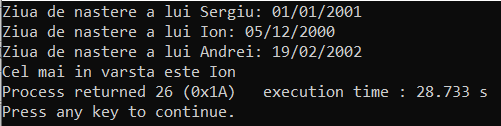 Ziua de nastere a lui Sergiu: 01/01/2001
Ziua de nastere a lui Ion: 05/12/2000
Ziua de nastere a lui Andrei: 19/02/2002
Cel mai in varsta este Ion
Process returned 26 (0x1A)   execution time : 28.733 s
Press any key to continue.